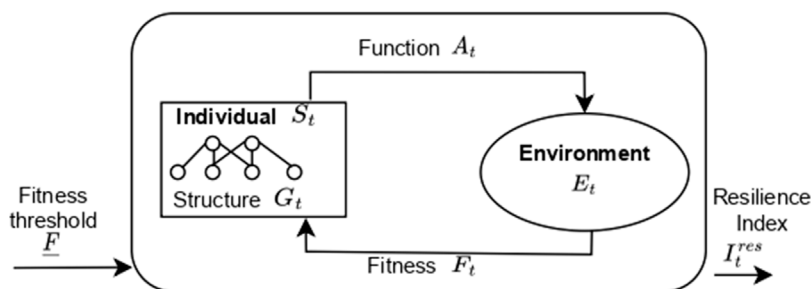 Function A_t
Individual S_t
Structure G_t
Environment
E_t
Fitness F_t
Fitness
threshold
F̲
Resilience
Index
I_t^{res}